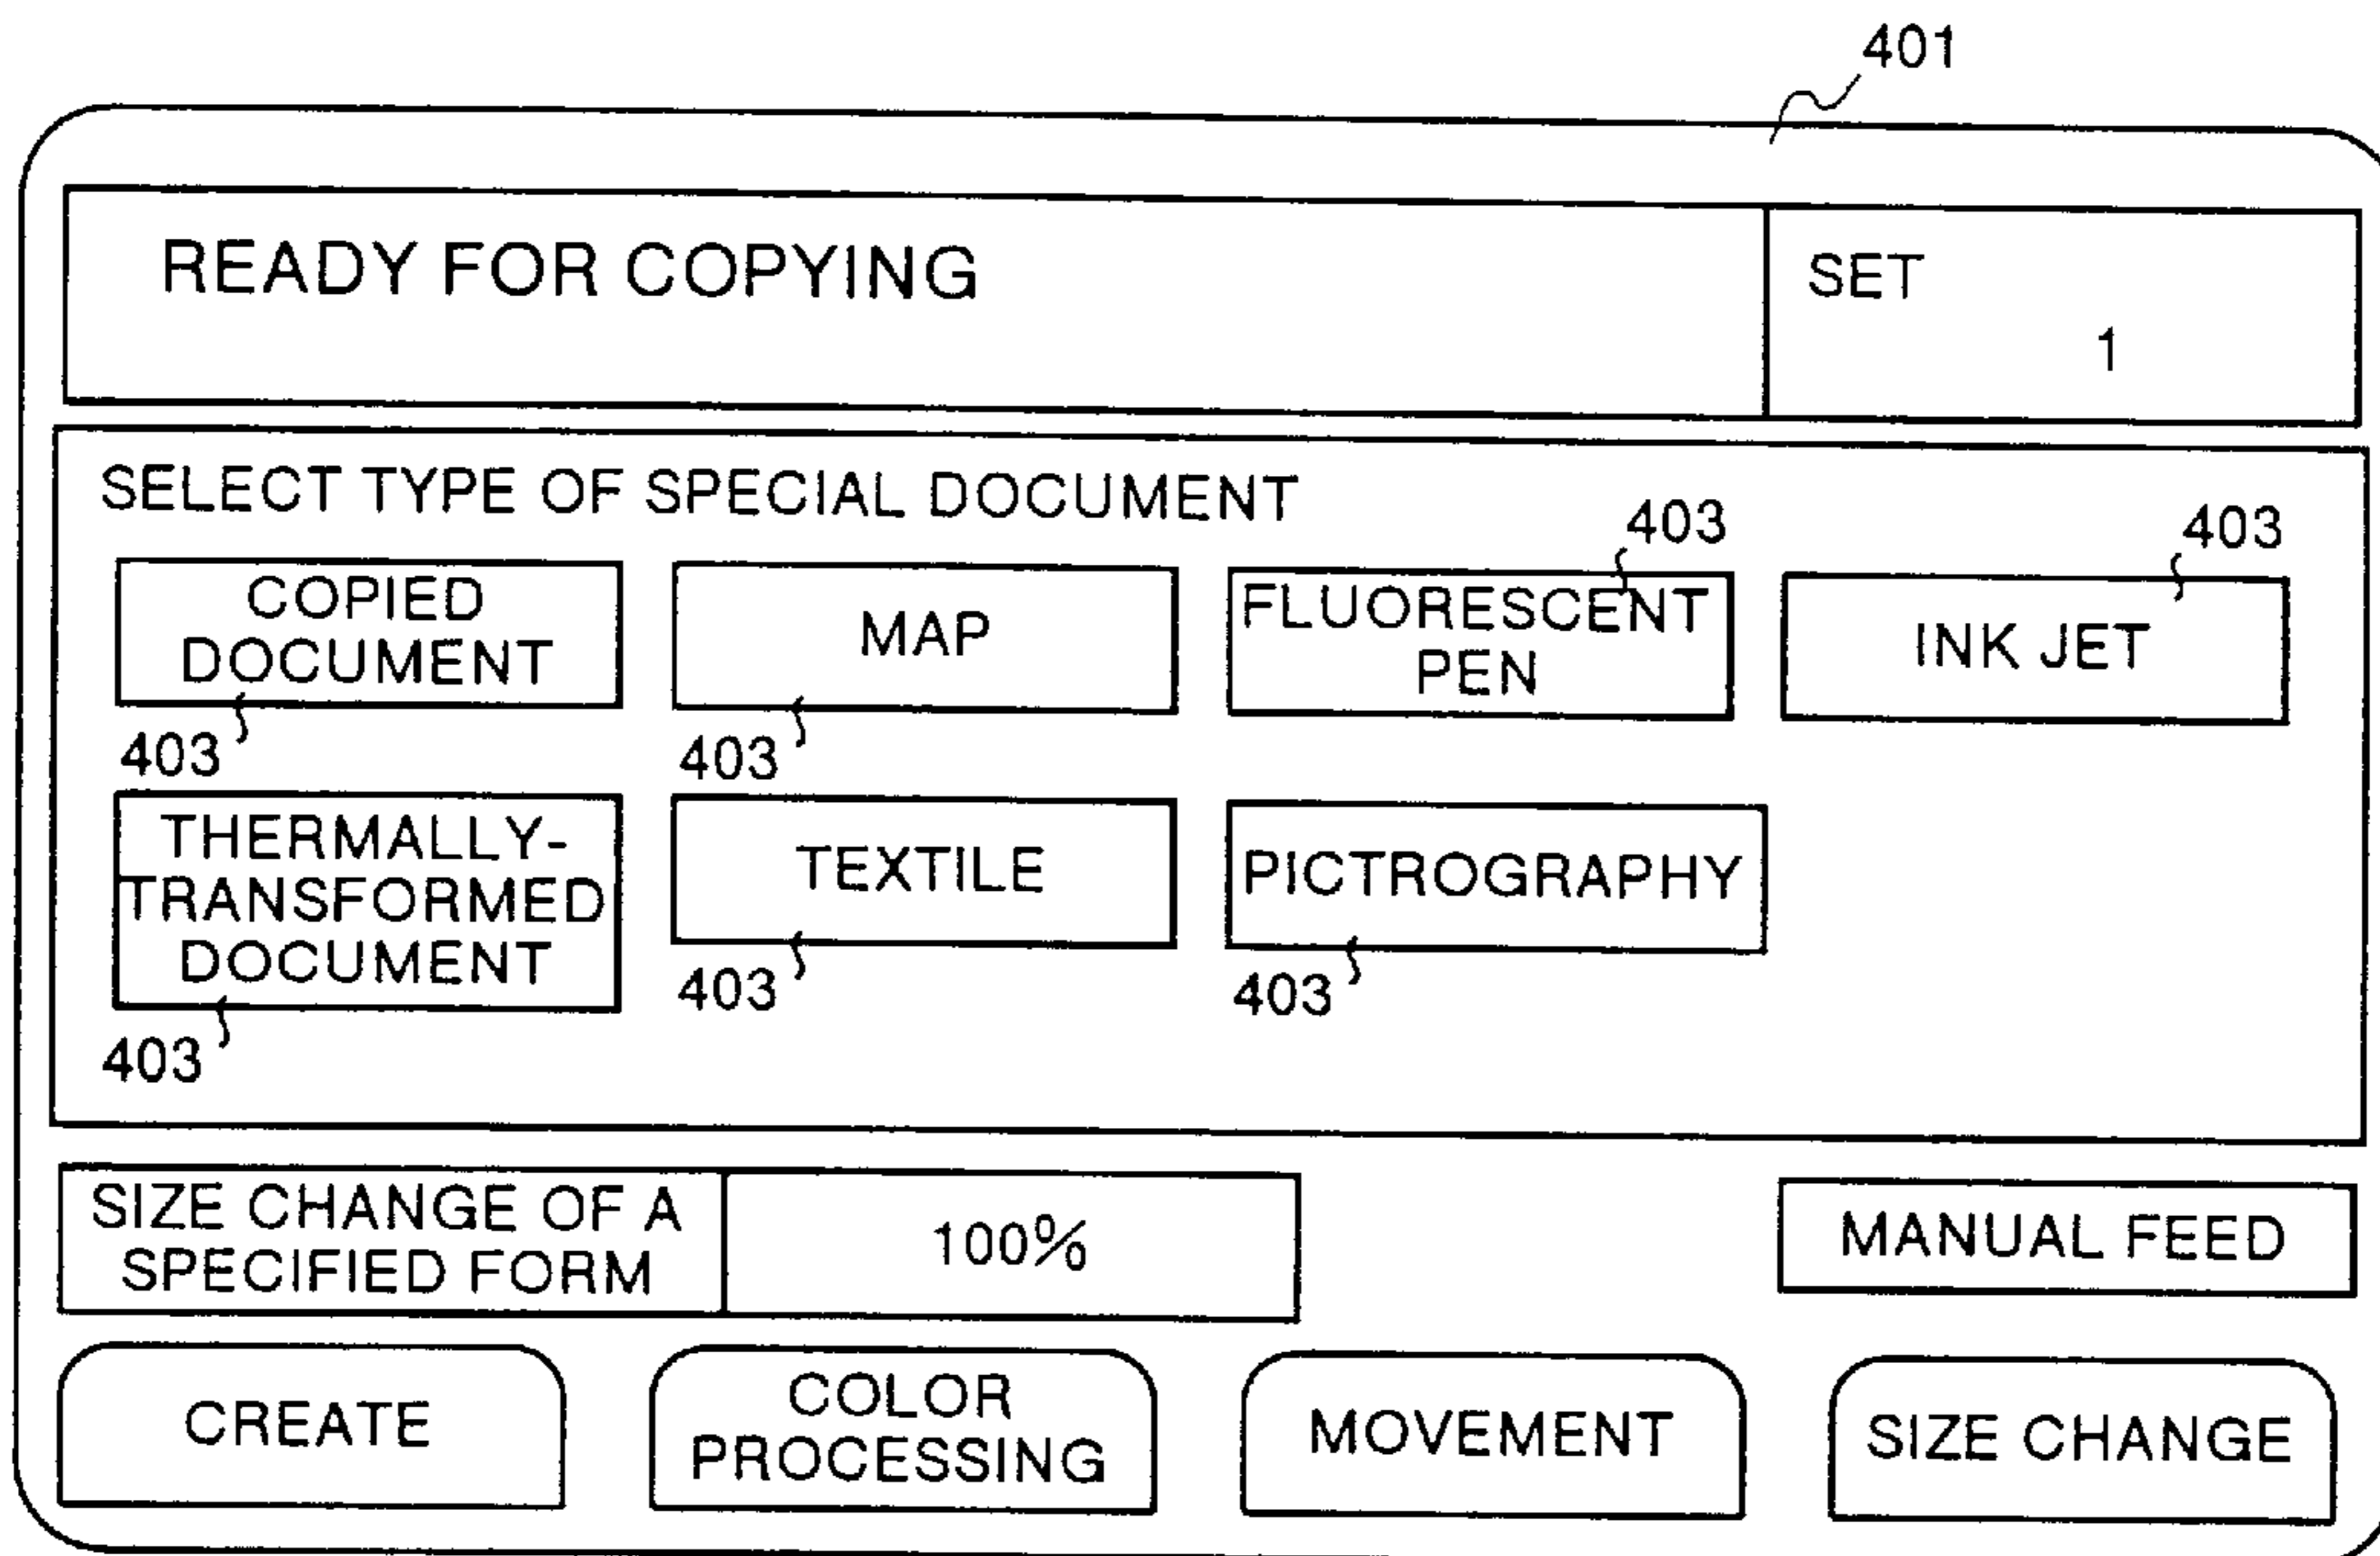 401
READY FOR COPYING
SET
1
SELECT TYPE OF SPECIAL DOCUMENT
403
403
COPIED
DOCUMENT
MAP
FLUORESCENT
PEN
INK JET
403
403
THERMALLY-
TRANSFORMED
DOCUMENT
TEXTILE
PICTROGRAPHY
403
403
403
SIZE CHANGE OF A
SPECIFIED FORM
100%
MANUAL FEED
CREATE
COLOR
PROCESSING
MOVEMENT
SIZE CHANGE